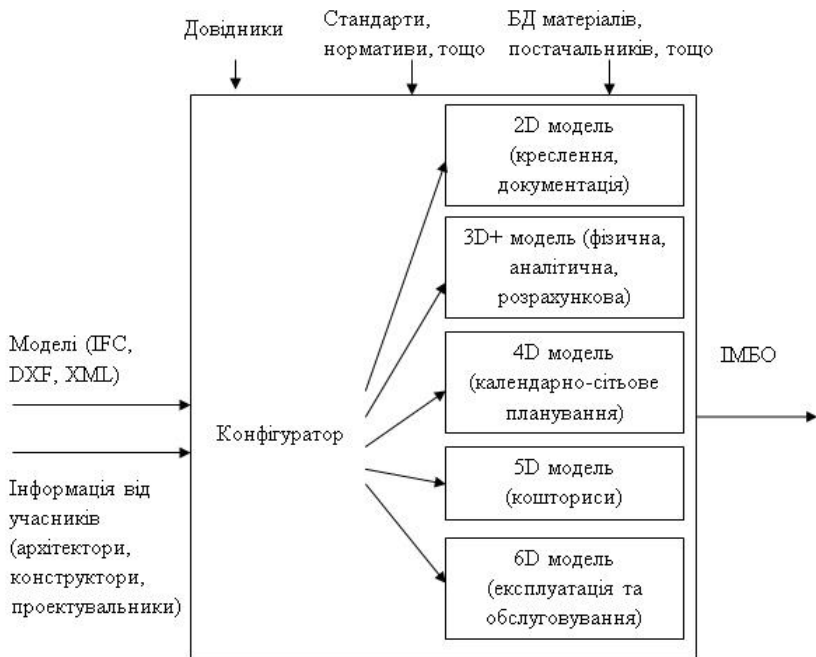 Довідники
Стандарти,
нормативи, тощо
БД матеріалів,
постачальників, тощо
2D модель
(креслення,
документація)
3D+ модель (фізична,
аналітична,
розрахункова)
Моделі (IFC,
DXF, XML)
4D модель
(календарно-сітьове
планування)
ІМБО
Конфігуратор
5D модель
(кошториси)
Інформація від
учасників
(архітектори,
конструктори,
проектувальники)
6D модель
(експлуатація та
обслуговування)